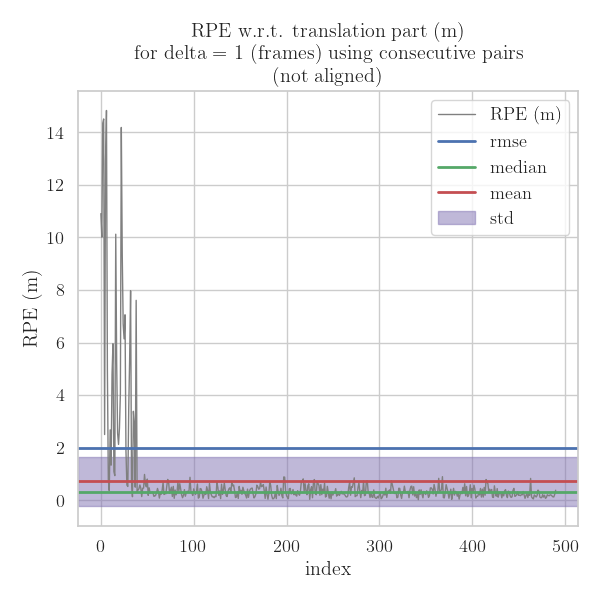 RPE w.r.t. translation part (m)
for delta = 1 (frames) using consecutive pairs
(not aligned)
RPE (m)
rmse
median
mean
std
RPE (m)
14
12
10
8
6
4
2
0
0
100
200
300
400
500
index